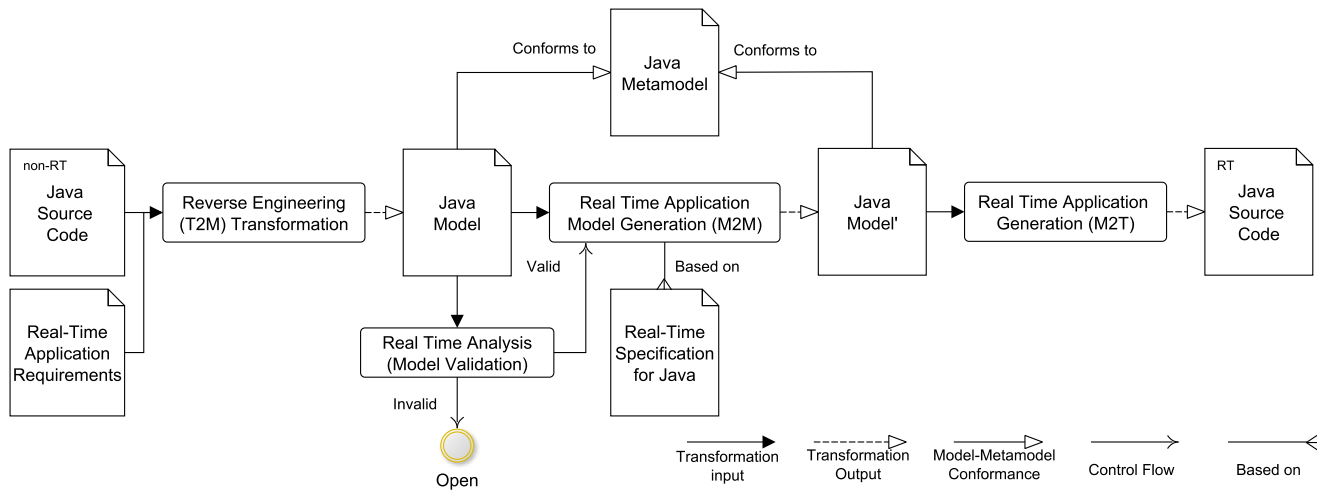 Conforms to
Conforms to
Java
Metamodel
non-RT
Java
Source
Code
Reverse Engineering
(T2M) Transformation
Java
Model
Real Time Application
Model Generation (M2M)
Java
Model'
Real Time Application
Generation (M2T)
RT
Java
Source
Code
Valid
Based on
Real-Time
Application
Requirements
Real Time Analysis
(Model Validation)
Real-Time
Specification
for Java
Invalid
Open
Transformation
input
Transformation
Output
Model-Metamodel
Conformance
Control Flow
Based on